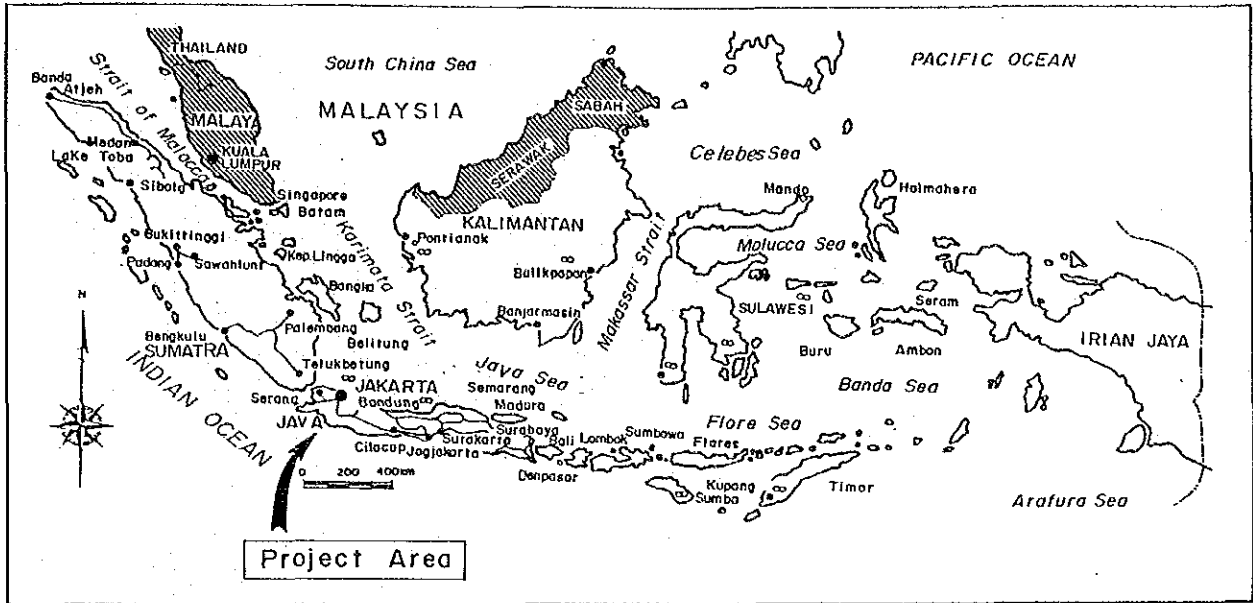 THAILAND
South China Sea
PACIFIC OCEAN
Banda
Atjeh
Strait of Malacca
MALAYSIA
MALAYA
SABAH
Medan
KUALA
LUMPUR
Lake Toba
Celebes Sea
SERAWAK
Sibolg
Singapore
Mando
Halmahera
Batam
KALIMANTAN
Karimata Strait
Bukittinggi
Pontianak
Molucca Sea
Makassar Strait
Padang
Sawahlunt
Kep.Lingga
Balikpapan
Bangka
SULAWESI
Seram
N
Banjarmasin
Palembang
Bengkulu
Belitung
Buru
Ambon
IRIAN JAYA
SUMATRA
Telukbetung
Java Sea
Banda Sea
INDIAN OCEAN
JAKARTA
Semarang
Serang
Bandung
Madura
Flore Sea
JAVA
Surabaya
Surakarta
Bali
Lombok
Sumbawa
Flores
Cilacup
Jogjakarta
Denpasar
0 200 400km
Kupang
Sumba
Timor
Arafura Sea
Project Area